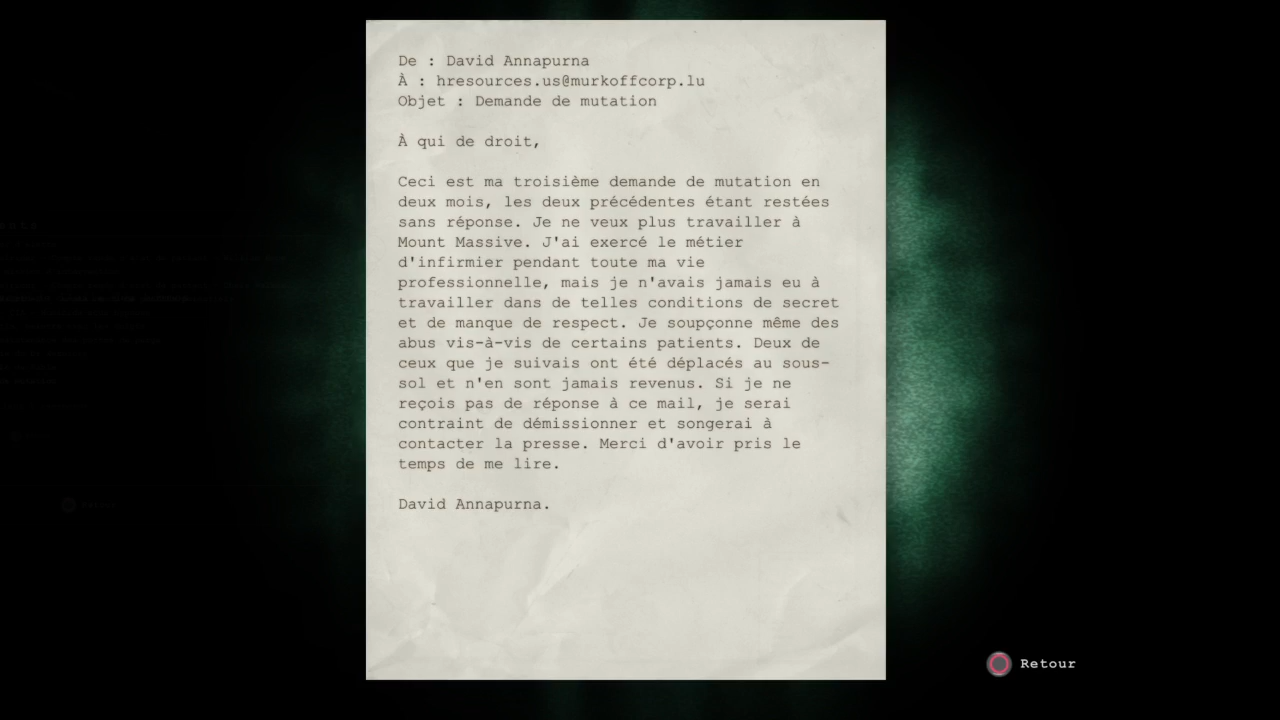 De : David Annapurna
À : hresources.us@murkoffcorp.lu
Objet : Demande de mutation
À qui de droit,
Ceci est ma troisième demande de mutation en
deux mois, les deux précédentes étant restées
sans réponse. Je ne veux plus travailler à
Mount Massive. J'ai exercé le métier
d'infirmier pendant toute ma vie
professionnelle, mais je n'avais jamais eu à
travailler dans de telles conditions de secret
et de manque de respect. Je soupçonne même des
abus vis-à-vis de certains patients. Deux de
ceux que je suivais ont été déplacés au sous-
sol et n'en sont jamais revenus. Si je ne
reçois pas de réponse à ce mail, je serai
contraint de démissionner et songerai à
contacter la presse. Merci d'avoir pris le
temps de me lire.
David Annapurna.
Retour